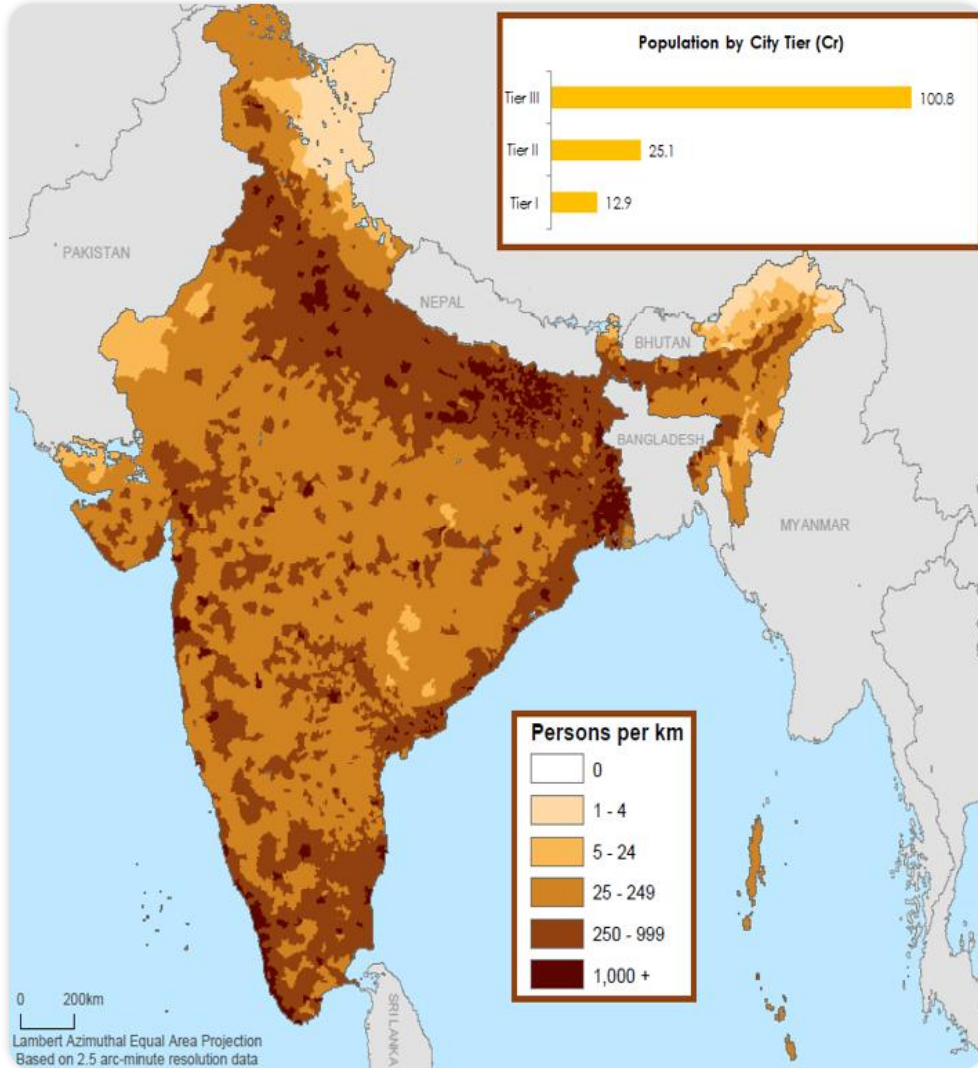 Population by City Tier (Cr)
Tier III
100.8
Tier II
25.1
Tier I
12.9
PAKISTAN
NEPAL
BHUTAN
BANGLADESH
MYANMAR
Persons per km
0
1 - 4
5 - 24
25 - 249
250 - 999
1,000 +
SRI LANKA
0 200km
Lambert Azimuthal Equal Area Projection
Based on 2.5 arc-minute resolution data